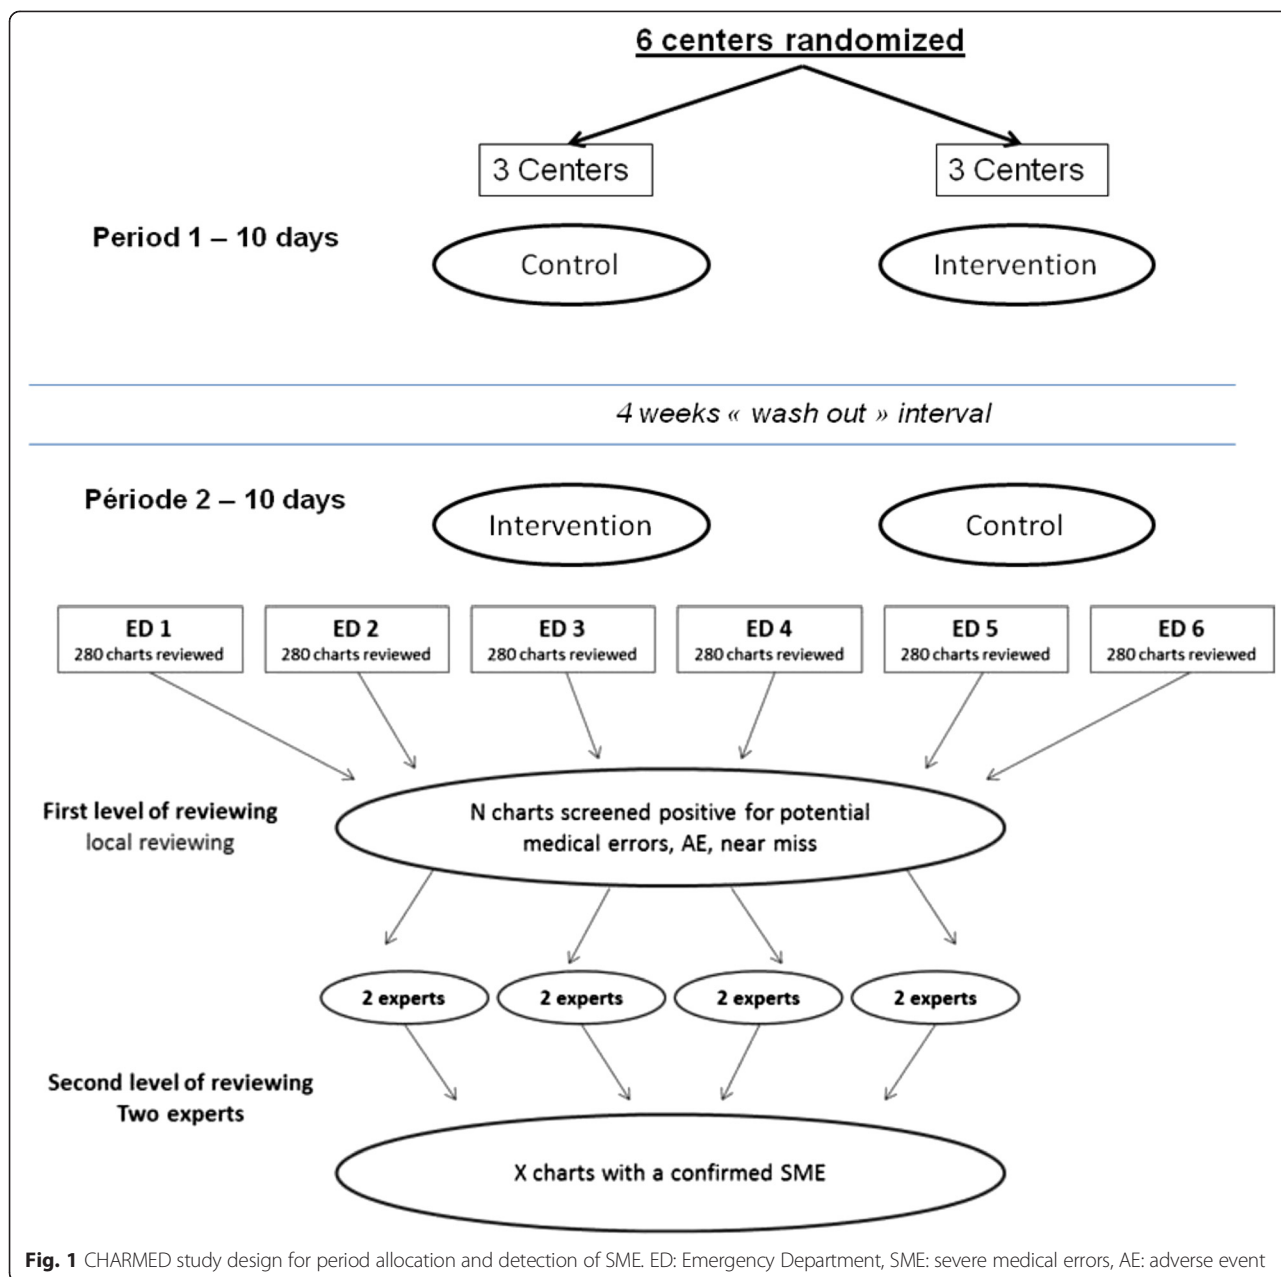 6 centers randomized
3 Centers
3 Centers
Period 1 – 10 days
Control
Intervention
4 weeks « wash out » interval
Période 2 – 10 days
Intervention
Control
ED 1
280 charts reviewed
ED 2
280 charts reviewed
ED 3
280 charts reviewed
ED 4
280 charts reviewed
ED 5
280 charts reviewed
ED 6
280 charts reviewed
First level of reviewing
local reviewing
N charts screened positive for potential
medical errors, AE, near miss
2 experts
2 experts
2 experts
2 experts
Second level of reviewing
Two experts
X charts with a confirmed SME
Fig. 1 CHARMED study design for period allocation and detection of SME. ED: Emergency Department, SME: severe medical errors, AE: adverse event